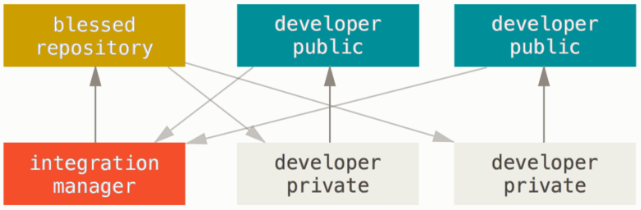 blessed
repository
developer
public
developer
public
integration
manager
developer
private
developer
private